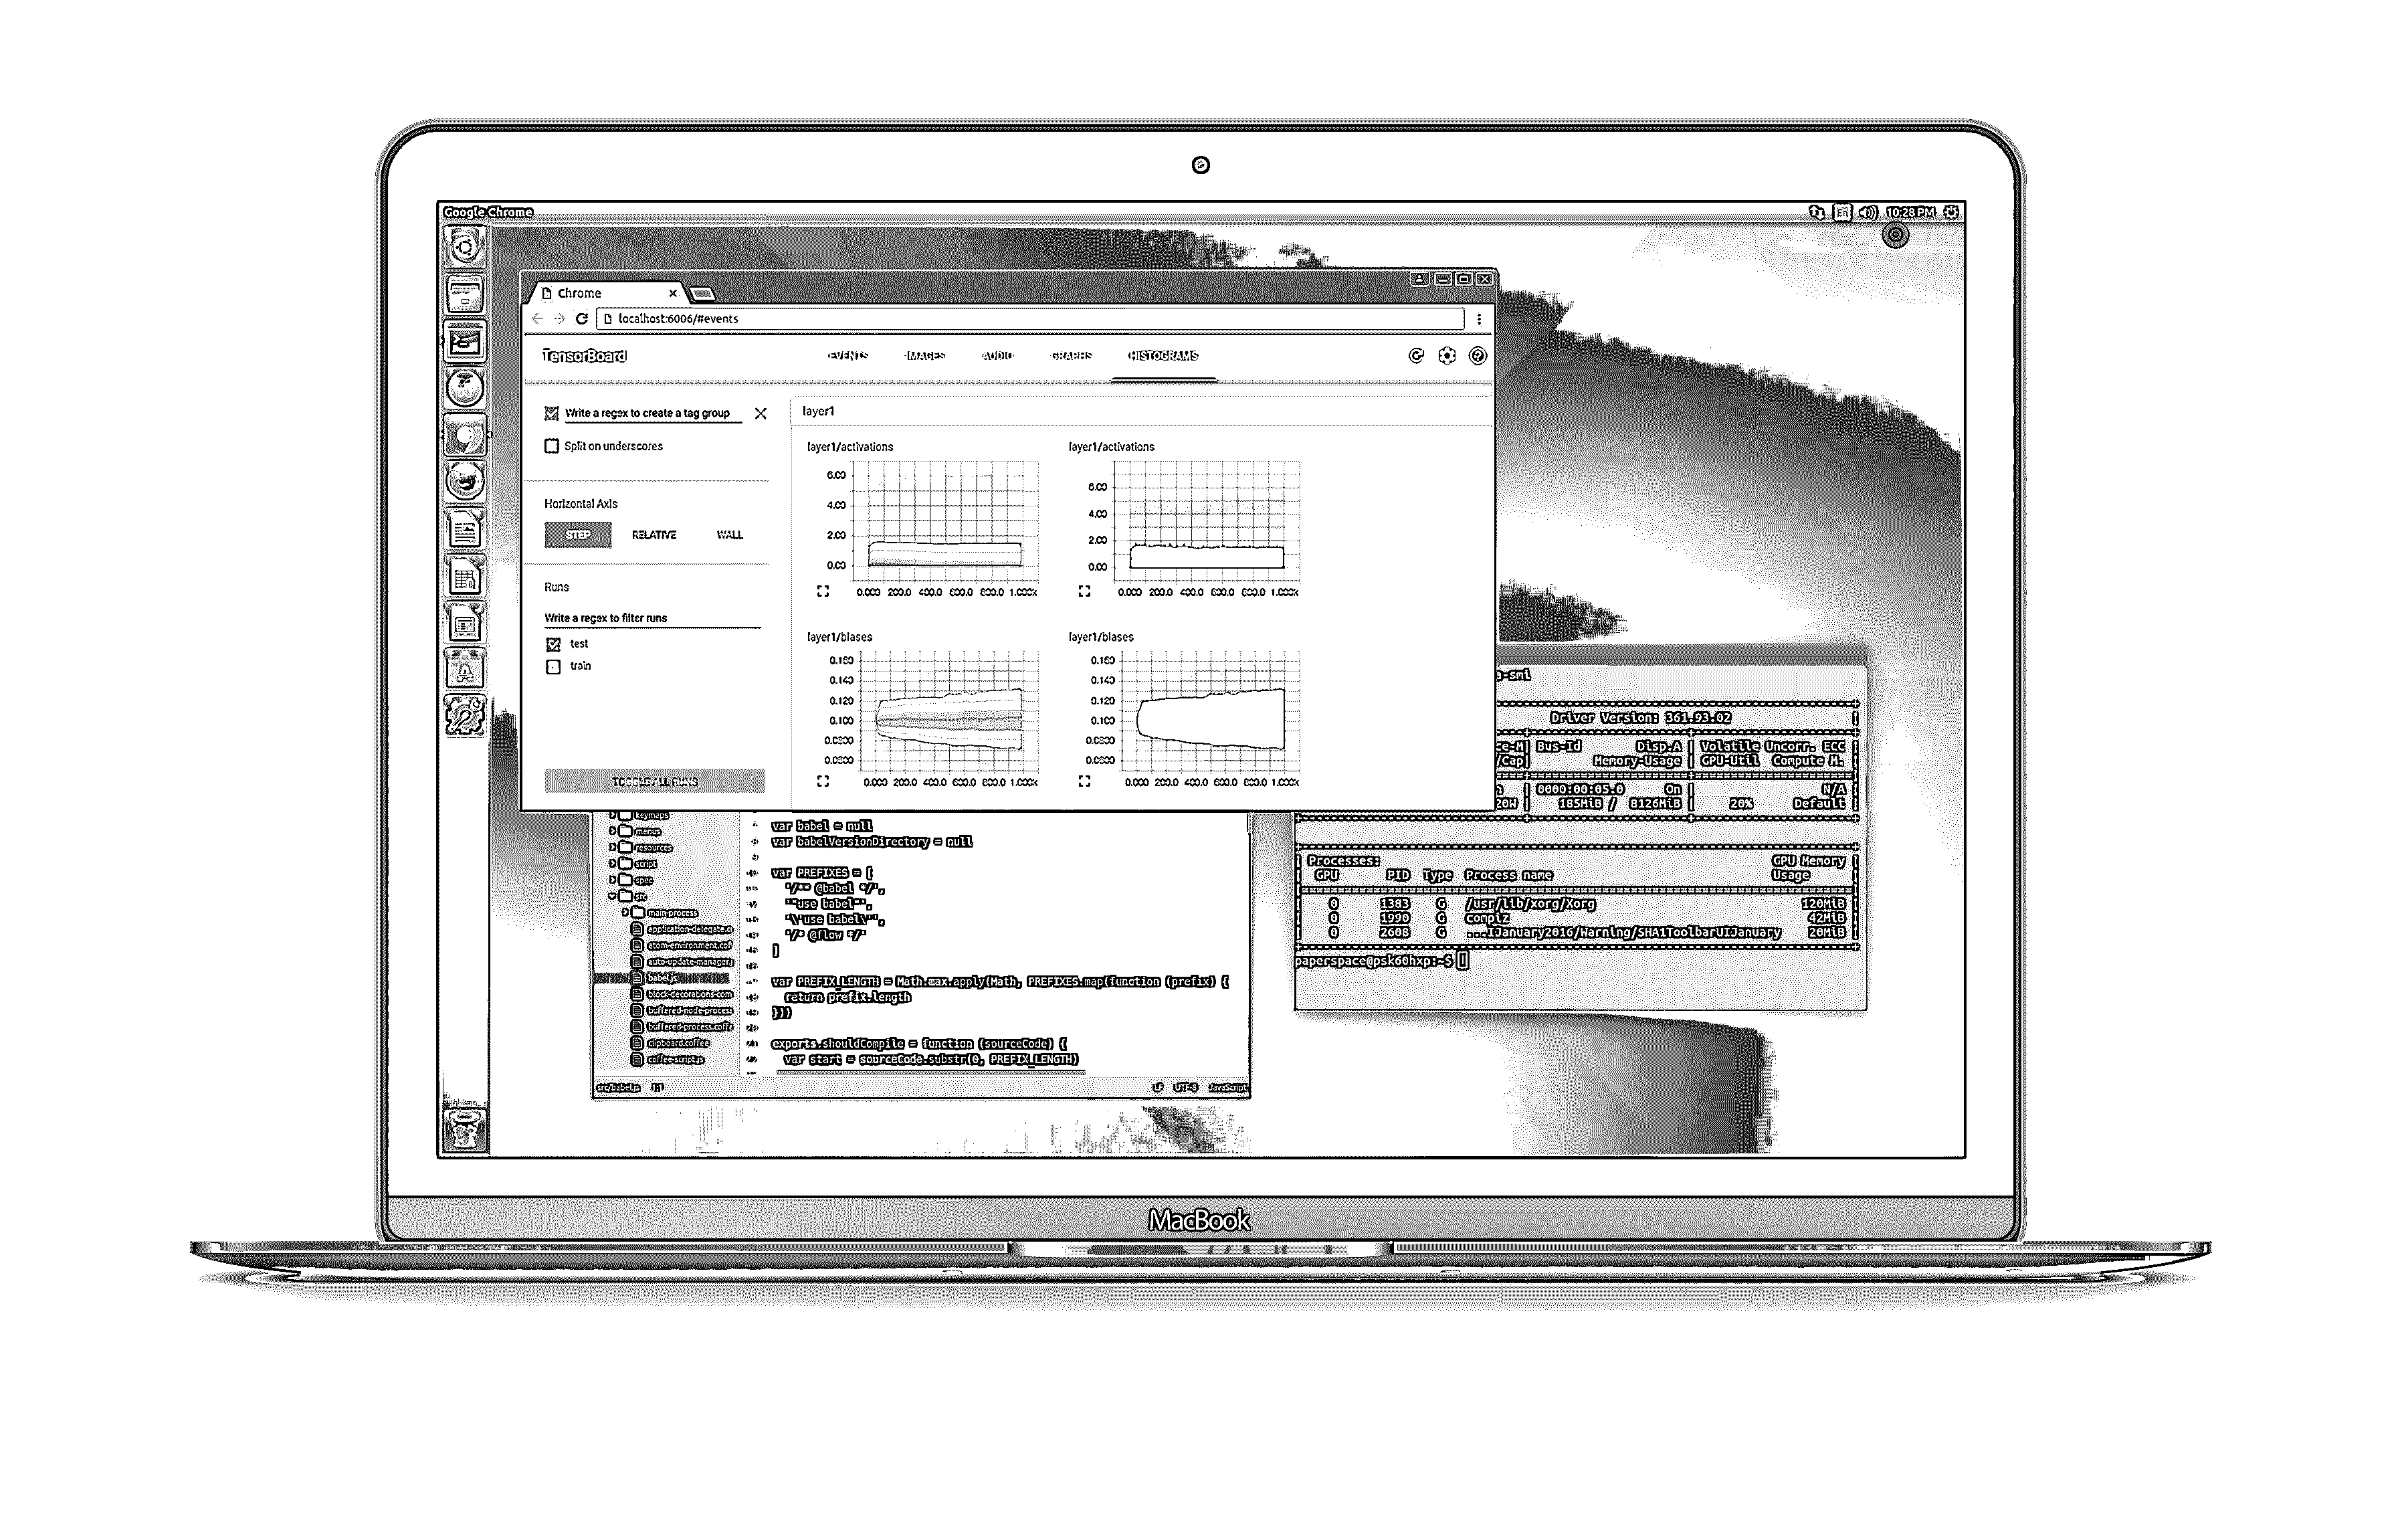 Google Chrome
En 10:28 PM
Chrome
localhost:6006/#events
TensorBoard EVENTS IMAGES AUDIO GRAPHS HISTOGRAMS
Write a regex to create a tag group
Split on underscores
Horizontal Axis
STEP RELATIVE WALL
Runs
Write a regex to filter runs
test
train
TOGGLE ALL RUNS
layer1
layer1/activations
6.00
4.00
2.00
0.00
0.000 200.0 400.0 600.0 800.0 1.000k
layer1/activations
6.00
4.00
2.00
0.00
0.000 200.0 400.0 600.0 800.0 1.000k
layer1/biases
0.160
0.140
0.120
0.100
0.0800
0.0600
0.000 200.0 400.0 600.0 800.0 1.000k
layer1/biases
0.160
0.140
0.120
0.100
0.0800
0.0600
0.000 200.0 400.0 600.0 800.0 1.000k
keymaps
menus
resources
script
spec
src
main-process
application-delegate.c
atom-environment.cof
auto-update-manager.j
babel.js
block-decorations-com
buffered-node-process
buffered-process.coffe
clipboard.coffee
coffee-script.js
var babel = null
var babelVersionDirectory = null
var PREFIXES = [
'/** @babel */',
'"use babel"',
'\'use babel\'',
'/* @flow */'
]
var PREFIX_LENGTH = Math.max.apply(Math, PREFIXES.map(function (prefix) {
return prefix.length
}))
exports.shouldCompile = function (sourceCode) {
var start = sourceCode.substr(0, PREFIX_LENGTH)
src/babel.js 1:1 LF UTF-8 JavaScript
a-smi
Driver Version: 361.93.02
ce-M| Bus-Id Disp.A | Volatile Uncorr. ECC
/Cap| Memory-Usage | GPU-Util Compute M.
n | 0000:00:05.0 On | N/A
20W | 185MiB / 8126MiB | 20% Default
Processes: GPU Memory
GPU PID Type Process name Usage
0 1383 G /usr/lib/xorg/Xorg 120MiB
0 1990 G compiz 42MiB
0 2608 G ...IJanuary2016/Warning/SHA1ToolbarUIJanuary 20MiB
paperspace@psk60hxp:~$
MacBook